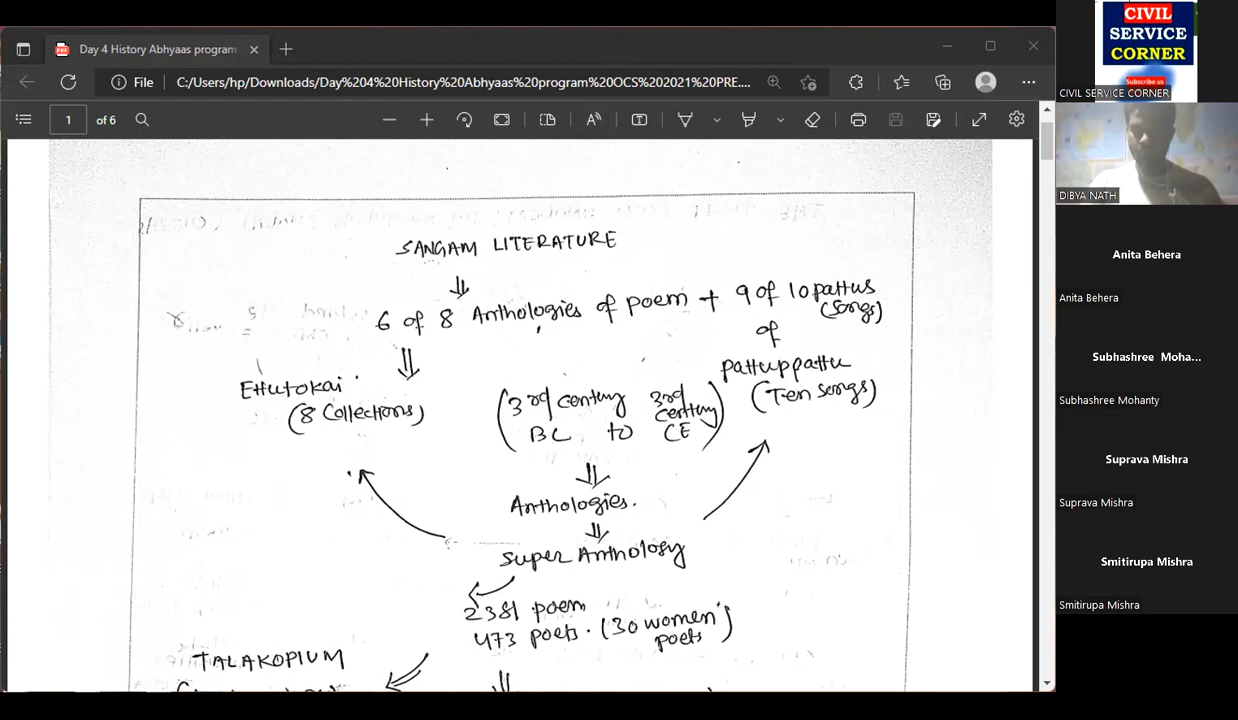 Day 4 History Abhyaas program
File
C:/Users/hp/Downloads/Day%204%20History%20Abhyaas%20program%20OCS%202021%20PRE....
1 of 6
SANGAM LITERATURE
6 of 8 Anthologies of poem + 9 of 10 pattus
(songs)
of
Ettutokai
(8 Collections)
(3rd century BC to 3rd century CE)
pattuppattu
(Ten songs)
Anthologies.
Super Anthology
2381 poem
473 poets. (30 women poets)
TALAKOPIUM
CIVIL
SERVICE
CORNER
Subscribe us
CIVIL SERVICE CORNER
DIBYA NATH
Anita Behera
Anita Behera
Subhashree Moha...
Subhashree Mohanty
Suprava Mishra
Suprava Mishra
Smitirupa Mishra
Smitirupa Mishra